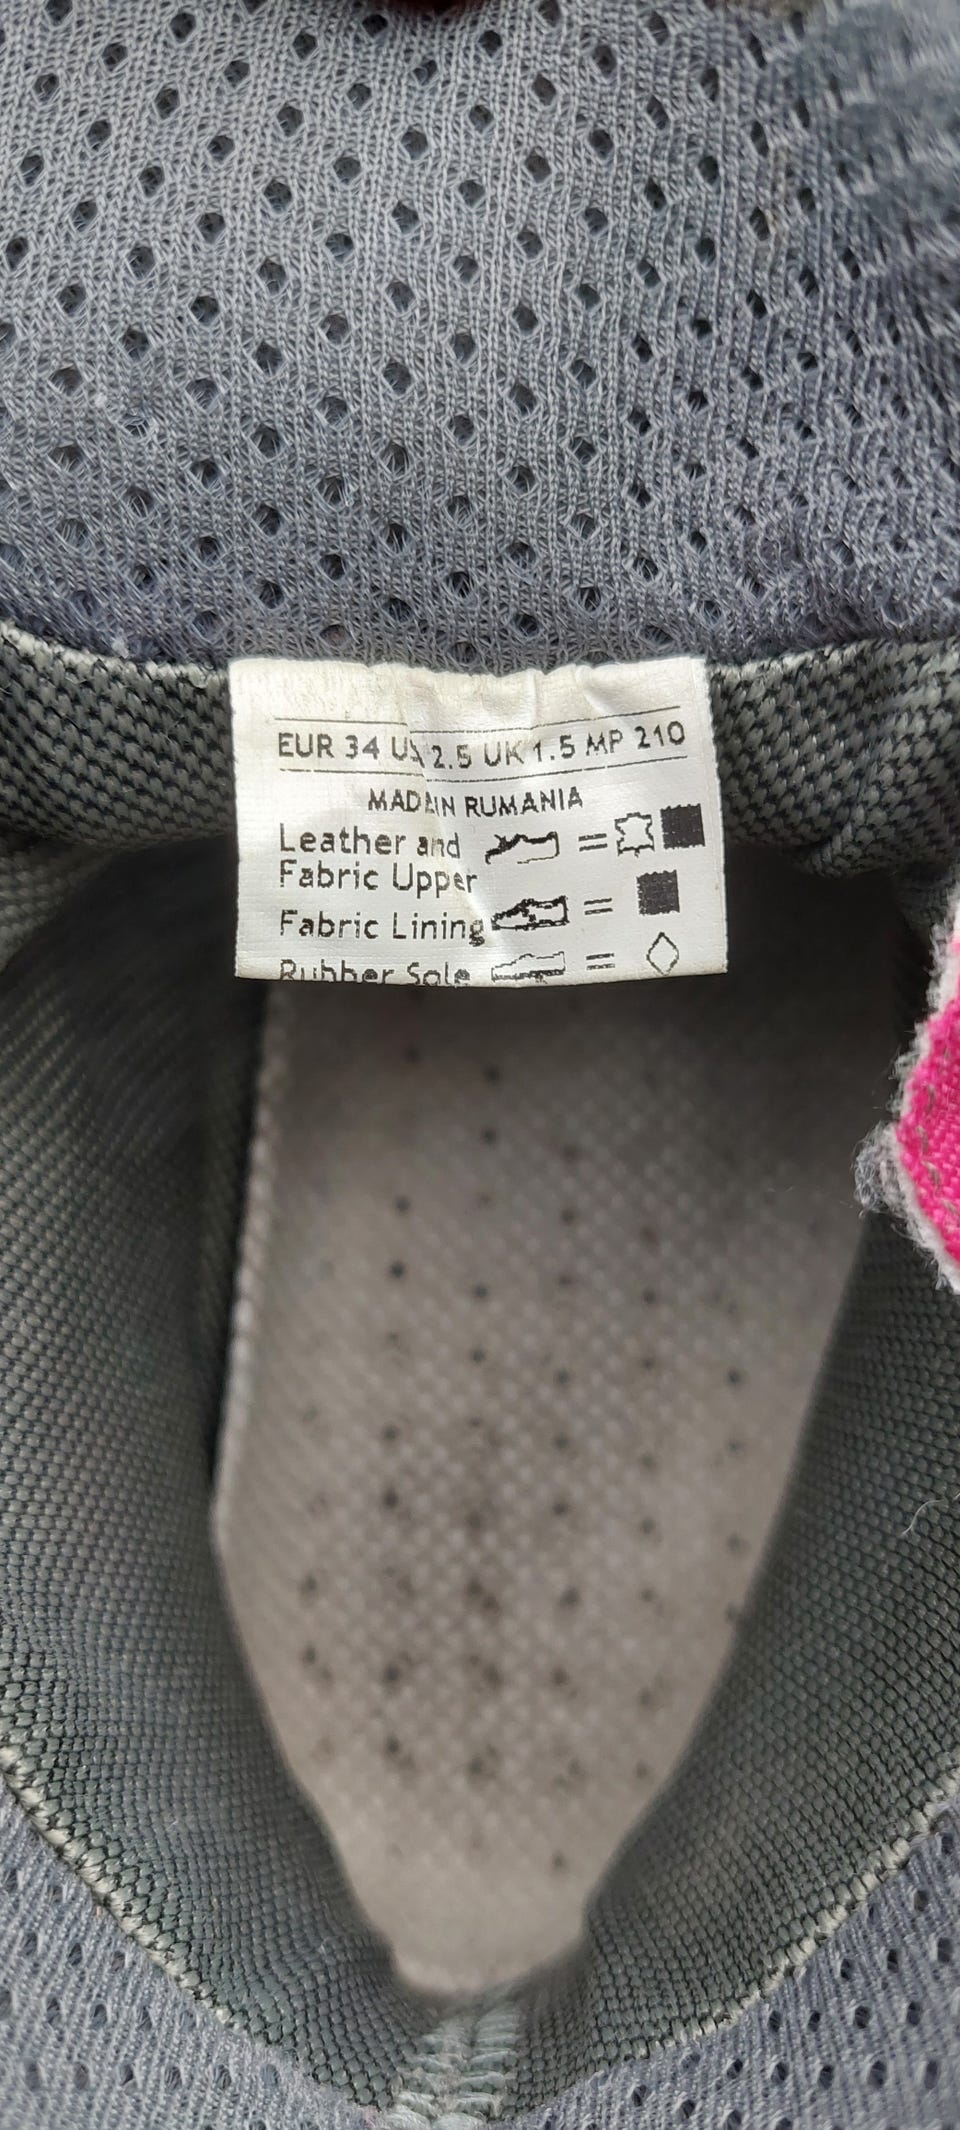 EUR 34 US 2.5 UK 1.5 MP 210
MADE IN RUMANIA
Leather and
Fabric Upper
Fabric Lining
Rubber Sole